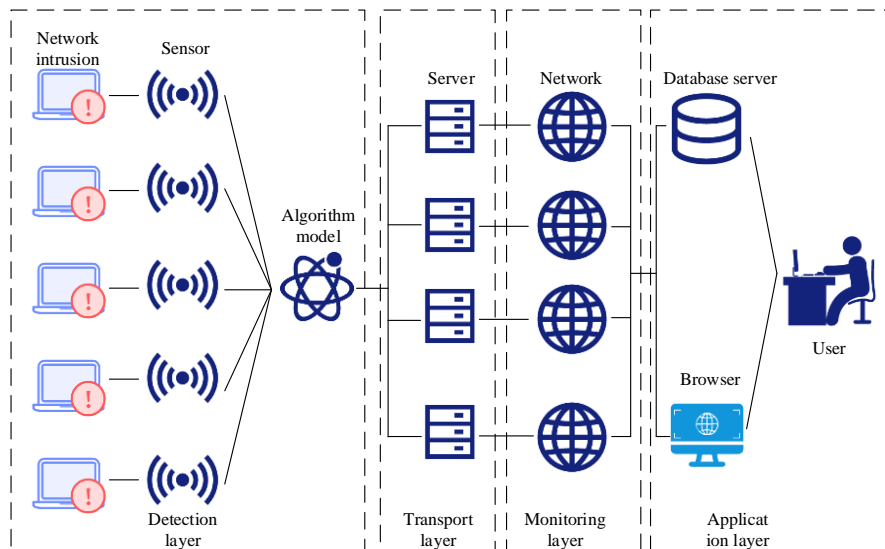 Network
intrusion
Sensor
Algorithm
model
Server
Network
Database server
Browser
User
!
!
!
!
!
Detection
layer
Transport
layer
Monitoring
layer
Applicat
ion layer